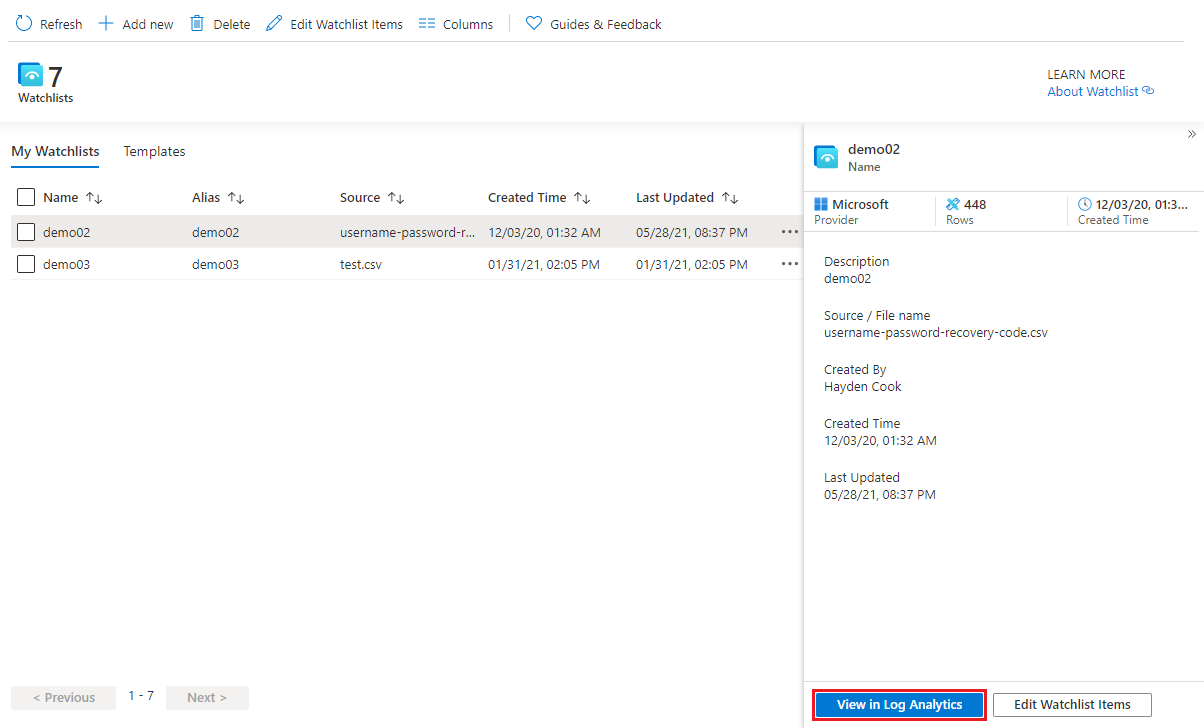 Refresh Add new Delete Edit Watchlist Items Columns Guides & Feedback
7
Watchlists
LEARN MORE
About Watchlist
My Watchlists Templates
Name Alias Source Created Time Last Updated
demo02 demo02 username-password-r... 12/03/20, 01:32 AM 05/28/21, 08:37 PM ...
demo03 demo03 test.csv 01/31/21, 02:05 PM 01/31/21, 02:05 PM ...
< Previous 1 - 7 Next >
»
demo02
Name
Microsoft
Provider
448
Rows
12/03/20, 01:3...
Created Time
Description
demo02
Source / File name
username-password-recovery-code.csv
Created By
Hayden Cook
Created Time
12/03/20, 01:32 AM
Last Updated
05/28/21, 08:37 PM
View in Log Analytics Edit Watchlist Items